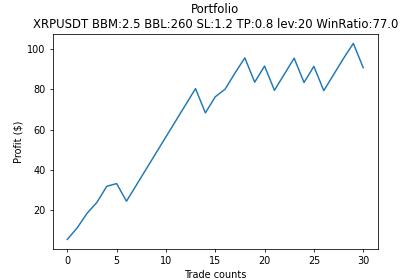 Portfolio
XRPUSDT BBM:2.5 BBL:260 SL:1.2 TP:0.8 lev:20 WinRatio:77.0
100
80
60
40
20
Profit ($)
0 5 10 15 20 25 30
Trade counts